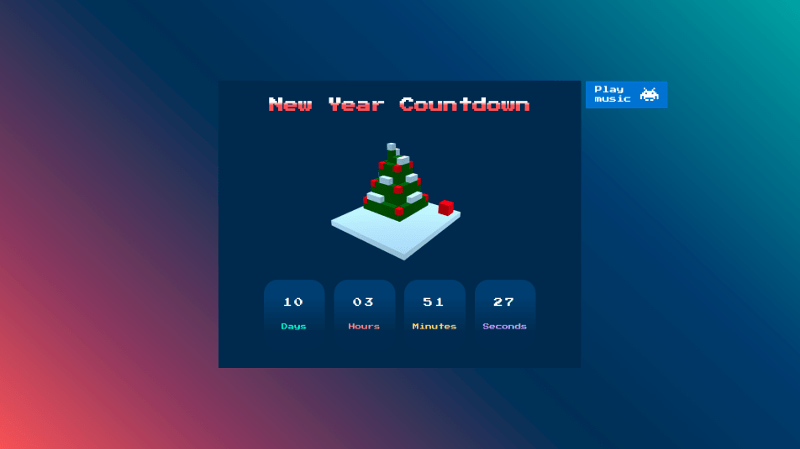 New Year Countdown
Play
music
10 03 51 27
Days Hours Minutes Seconds